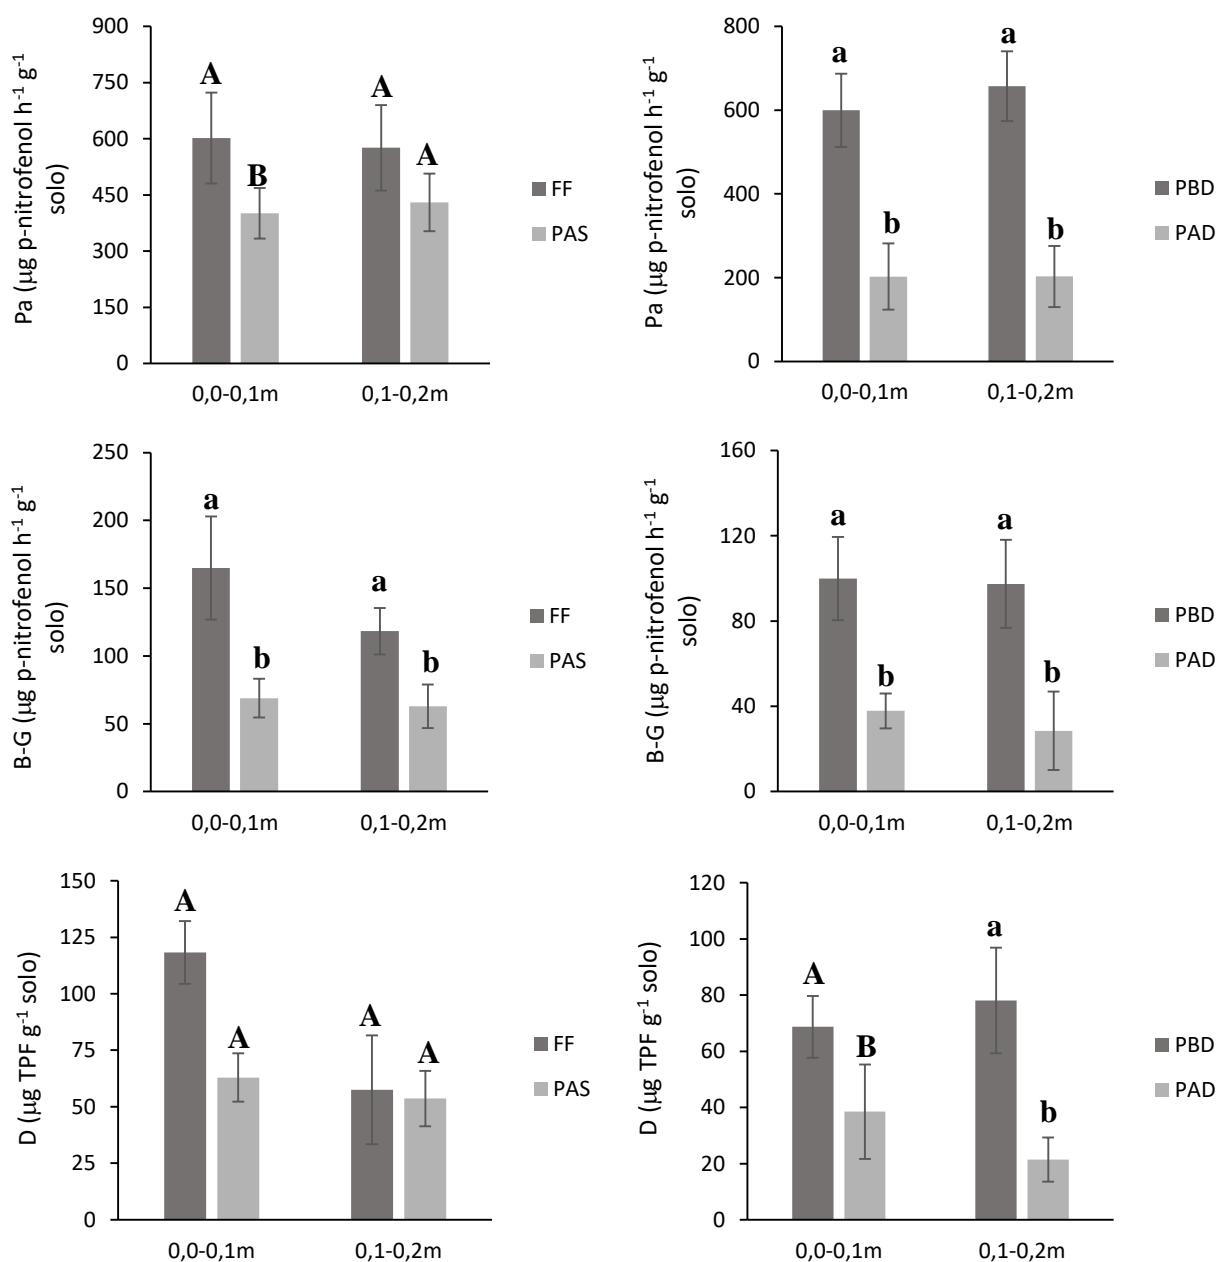 Pa (µg p-nitrofenol h-1 g-1
solo)
900
750
600
450
300
150
0
A
B
A
A
0,0-0,1m
0,1-0,2m
FF
PAS
Pa (µg p-nitrofenol h-1 g-1
solo)
800
600
400
200
0
a
b
a
b
0,0-0,1m
0,1-0,2m
PBD
PAD
B-G (µg p-nitrofenol h-1 g-1
solo)
250
200
150
100
50
0
a
b
a
b
0,0-0,1m
0,1-0,2m
FF
PAS
B-G (µg p-nitrofenol h-1 g-1
solo)
160
120
80
40
0
a
b
a
b
0,0-0,1m
0,1-0,2m
PBD
PAD
D (µg TPF g-1 solo)
150
125
100
75
50
25
0
A
A
A
A
0,0-0,1m
0,1-0,2m
FF
PAS
D (µg TPF g-1 solo)
120
100
80
60
40
20
0
A
B
a
b
0,0-0,1m
0,1-0,2m
PBD
PAD